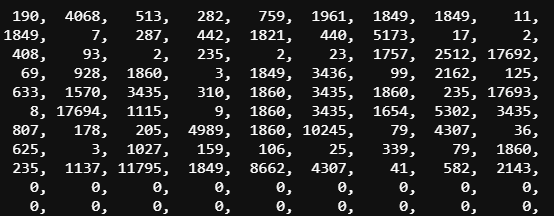 190, 4068, 513, 282, 759, 1961, 1849, 1849, 11,
1849, 7, 287, 442, 1821, 440, 5173, 17, 2,
408, 93, 2, 235, 2, 23, 1757, 2512, 17692,
69, 928, 1860, 3, 1849, 3436, 99, 2162, 125,
633, 1570, 3435, 310, 1860, 3435, 1860, 235, 17693,
8, 17694, 1115, 9, 1860, 3435, 1654, 5302, 3435,
807, 178, 205, 4989, 1860, 10245, 79, 4307, 36,
625, 3, 1027, 159, 106, 25, 339, 79, 1860,
235, 1137, 11795, 1849, 8662, 4307, 41, 582, 2143,
0, 0, 0, 0, 0, 0, 0, 0, 0,
0, 0, 0, 0, 0, 0, 0, 0, 0,